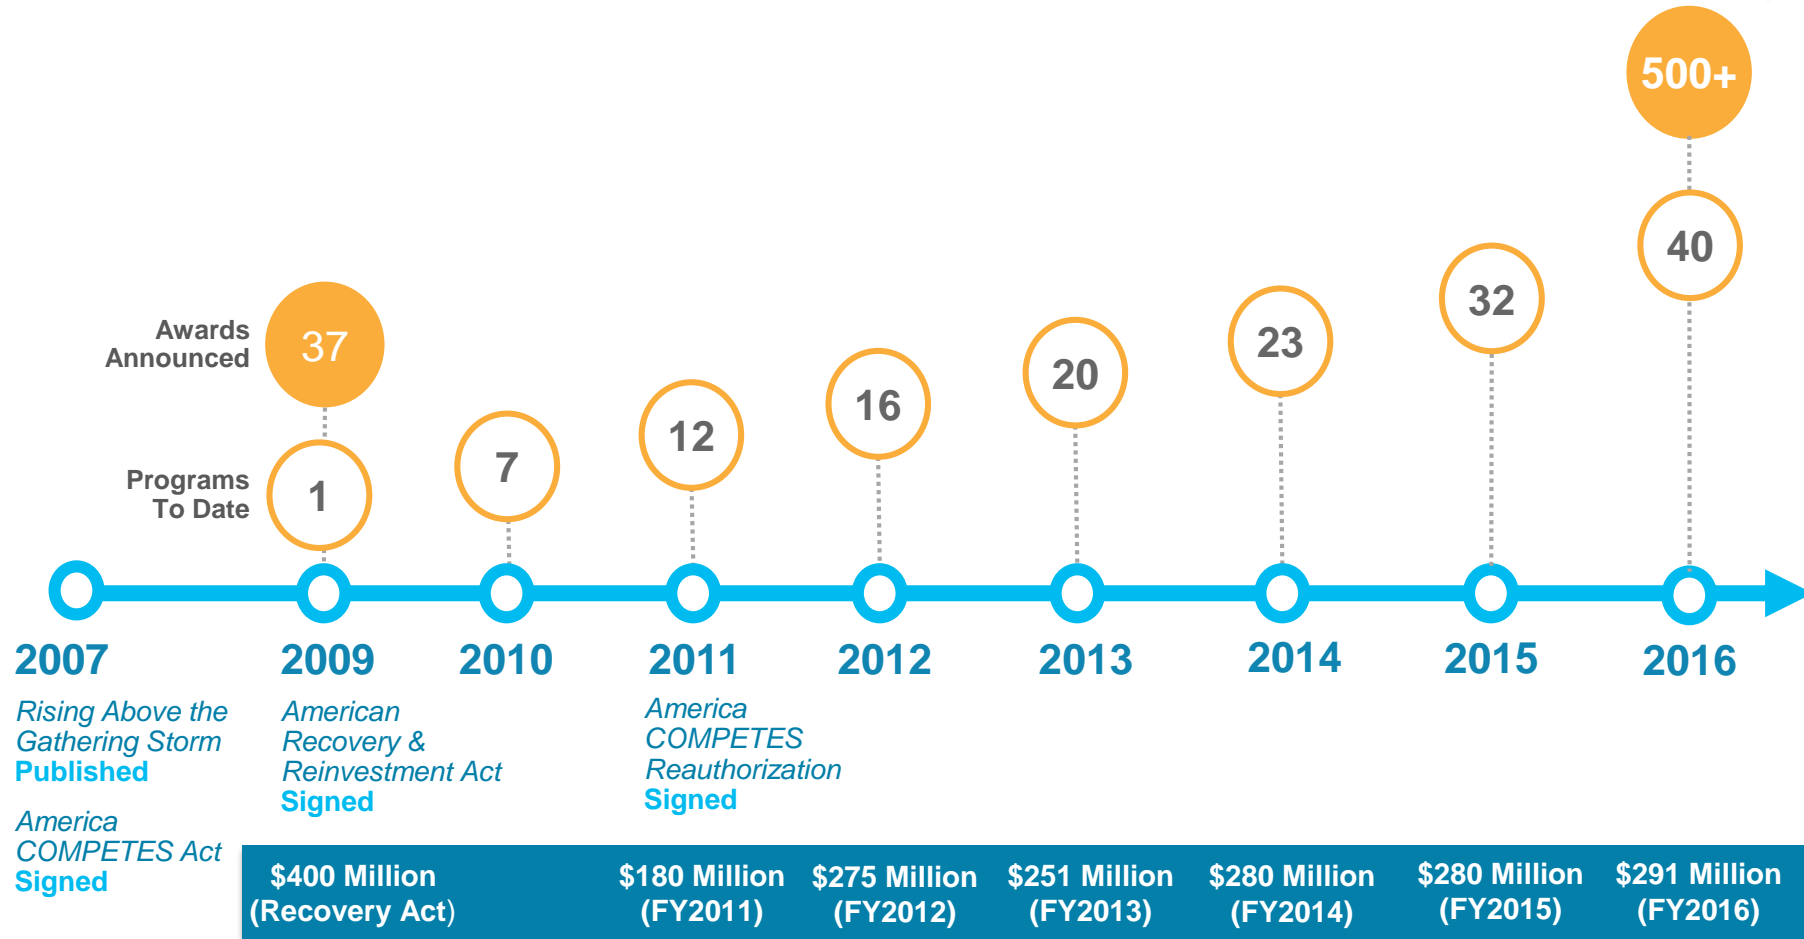 500+
40
32
23
20
16
12
7
Awards
Announced
37
Programs
To Date
1
2007
2009
2010
2011
2012
2013
2014
2015
2016
Rising Above the
Gathering Storm
Published
America
COMPETES Act
Signed
American
Recovery &
Reinvestment Act
Signed
America
COMPETES
Reauthorization
Signed
$400 Million
(Recovery Act)
$180 Million
(FY2011)
$275 Million
(FY2012)
$251 Million
(FY2013)
$280 Million
(FY2014)
$280 Million
(FY2015)
$291 Million
(FY2016)